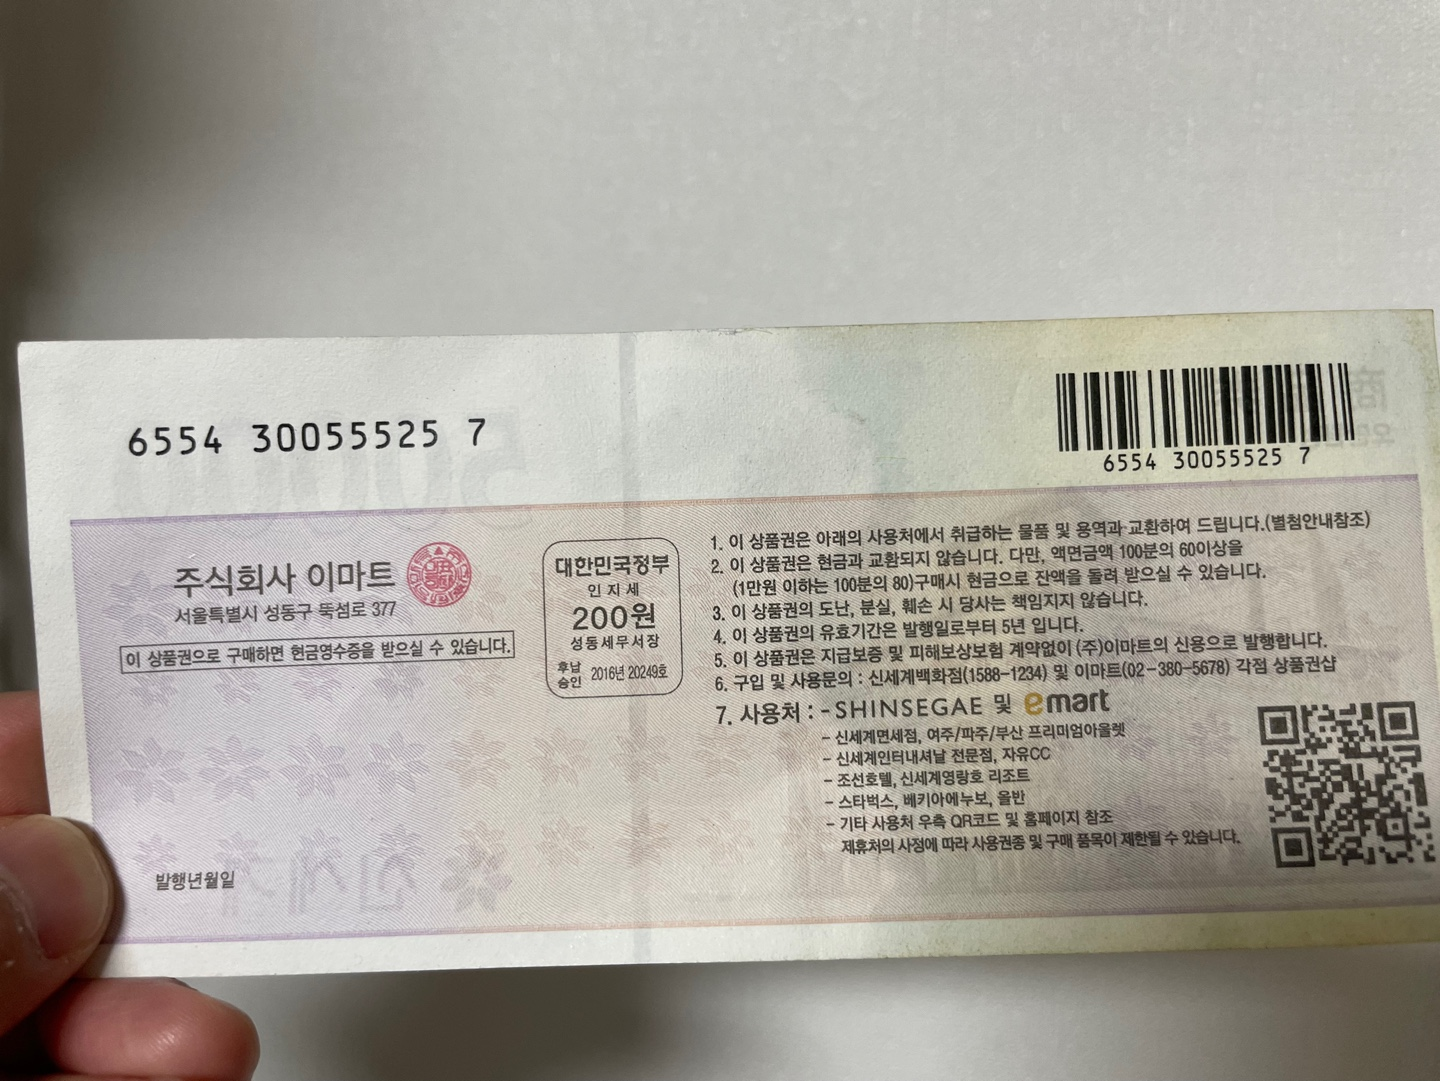 6554 30055525 7
6554 30055525 7
주식회사 이마트
서울특별시 성동구 뚝섬로 377
이 상품권으로 구매하면 현금영수증을 받으실 수 있습니다.
대한민국정부
인지세
200원
성동세무서장
후납승인 2016년 20249호
1. 이 상품권은 아래의 사용처에서 취급하는 물품 및 용역과 교환하여 드립니다.(별첨안내참조)
2. 이 상품권은 현금과 교환되지 않습니다. 다만, 액면금액 100분의 60이상을
(1만원 이하는 100분의 80)구매시 현금으로 잔액을 돌려 받으실 수 있습니다.
3. 이 상품권의 도난, 분실, 훼손 시 당사는 책임지지 않습니다.
4. 이 상품권의 유효기간은 발행일로부터 5년 입니다.
5. 이 상품권은 지급보증 및 피해보상보험 계약없이 (주)이마트의 신용으로 발행합니다.
6. 구입 및 사용문의 : 신세계백화점(1588-1234) 및 이마트(02-380-5678) 각점 상품권샵
7. 사용처 : - SHINSEGAE 및 emart
- 신세계면세점, 여주/파주/부산 프리미엄아울렛
- 신세계인터내셔날 전문점, 자유CC
- 조선호텔, 신세계영랑호 리조트
- 스타벅스, 베키아에누보, 올반
- 기타 사용처 우측 QR코드 및 홈페이지 참조
제휴처의 사정에 따라 사용권종 및 구매 품목이 제한될 수 있습니다.
발행년월일